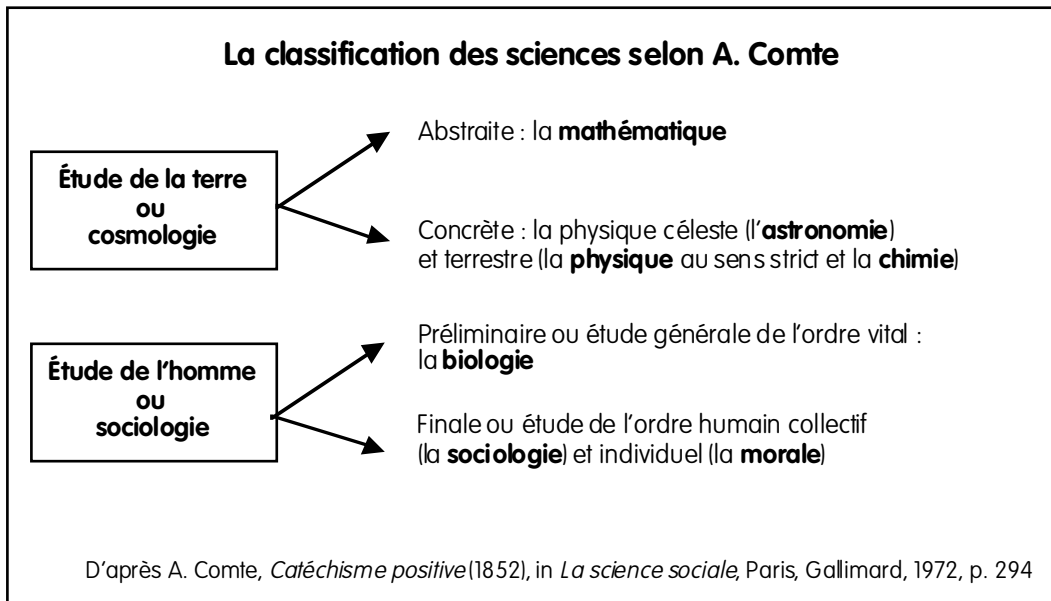 La classification des sciences selon A. Comte
Étude de la terre
ou
cosmologie
Abstraite : la mathématique
Concrète : la physique céleste (l'astronomie)
et terrestre (la physique au sens strict et la chimie)
Étude de l'homme
ou
sociologie
Préliminaire ou étude générale de l'ordre vital :
la biologie
Finale ou étude de l'ordre humain collectif
(la sociologie) et individuel (la morale)
D'après A. Comte, Catéchisme positive (1852), in La science sociale, Paris, Gallimard, 1972, p. 294